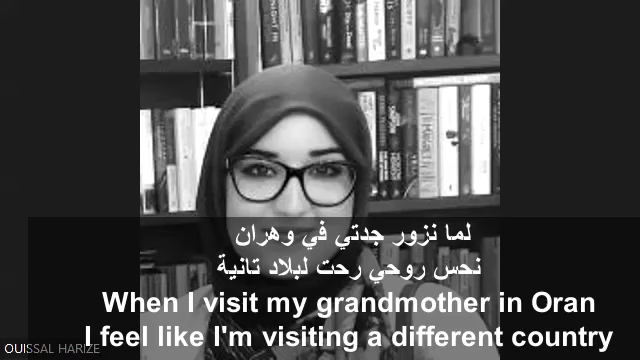 لما نزور جدتي في وهران
نحس روحي رحت لبلاد تانية
When I visit my grandmother in Oran
I feel like I'm visiting a different country
OUISSAL HARIZE